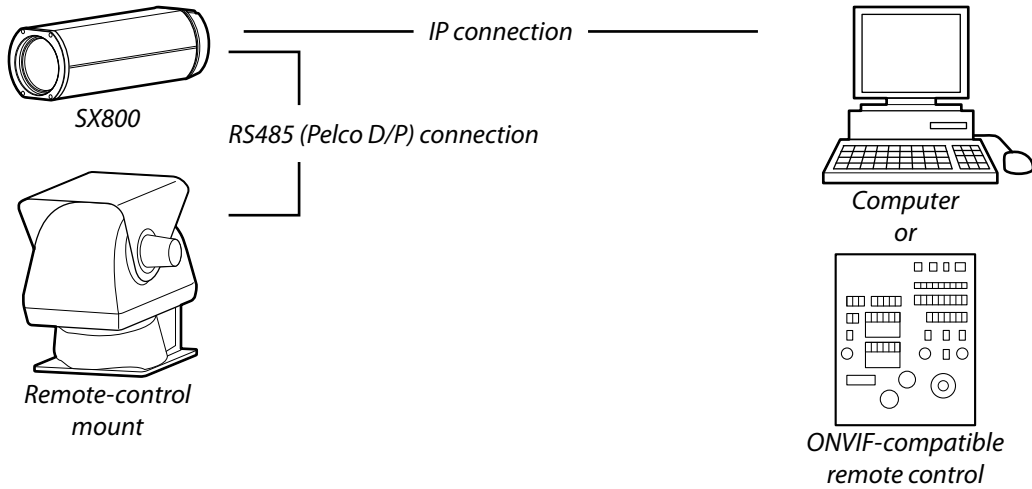 IP connection
SX800
RS485 (Pelco D/P) connection
Computer
or
Remote-control
mount
ONVIF-compatible
remote control